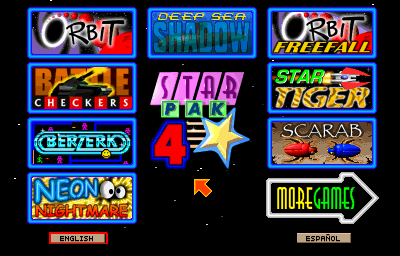 ORBIT
DEEP SEA
SHADOW
ORBIT
FREEFALL
BATTLE
CHECKERS
STAR
PAK
4
STAR
TIGER
BERZERK
SCARAB
NEON
NIGHTMARE
MORE GAMES
ENGLISH
ESPAÑOL